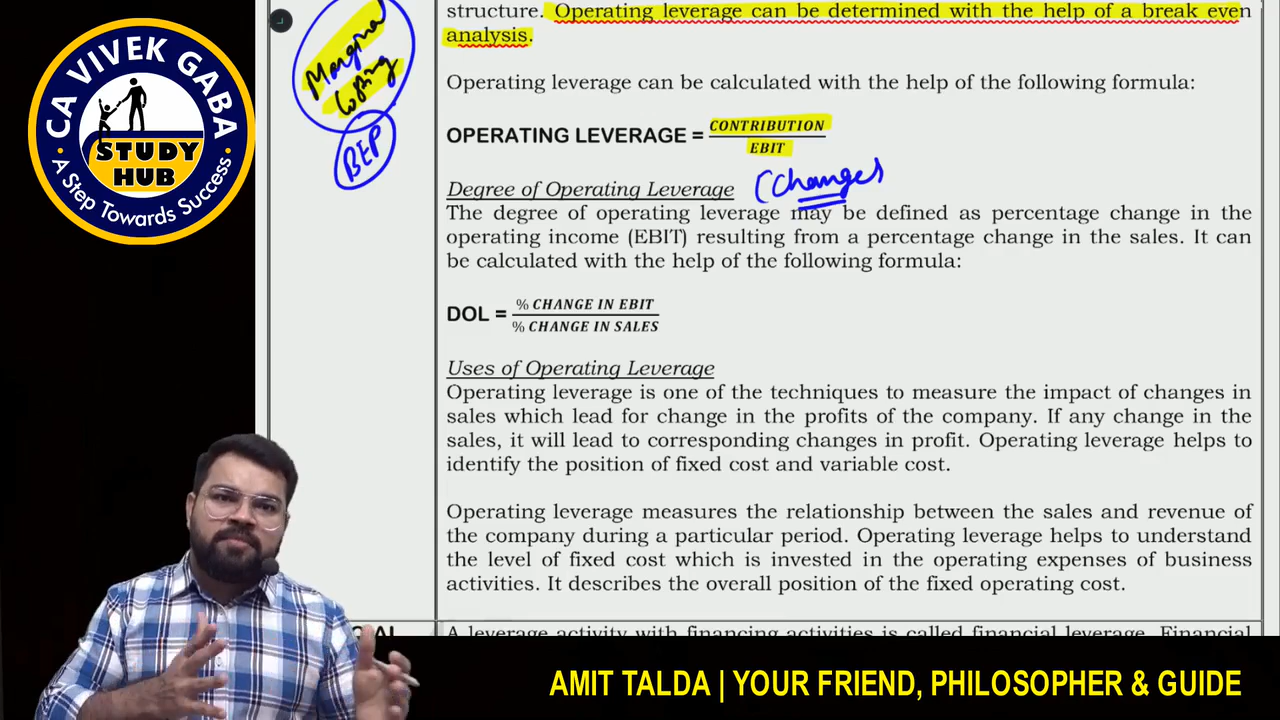 CA VIVEK GABA
STUDY
HUB
• A Step Towards Success •
Marginal
Costing
BEP
structure. Operating leverage can be determined with the help of a break even
analysis.
Operating leverage can be calculated with the help of the following formula:
OPERATING LEVERAGE = CONTRIBUTION
EBIT
Degree of Operating Leverage (Changes
The degree of operating leverage may be defined as percentage change in the
operating income (EBIT) resulting from a percentage change in the sales. It can
be calculated with the help of the following formula:
DOL = % CHANGE IN EBIT
% CHANGE IN SALES
Uses of Operating Leverage
Operating leverage is one of the techniques to measure the impact of changes in
sales which lead for change in the profits of the company. If any change in the
sales, it will lead to corresponding changes in profit. Operating leverage helps to
identify the position of fixed cost and variable cost.
Operating leverage measures the relationship between the sales and revenue of
the company during a particular period. Operating leverage helps to understand
the level of fixed cost which is invested in the operating expenses of business
activities. It describes the overall position of the fixed operating cost.
A leverage activity with financing activities is called financial leverage. Financial
AMIT TALDA | YOUR FRIEND, PHILOSOPHER & GUIDE